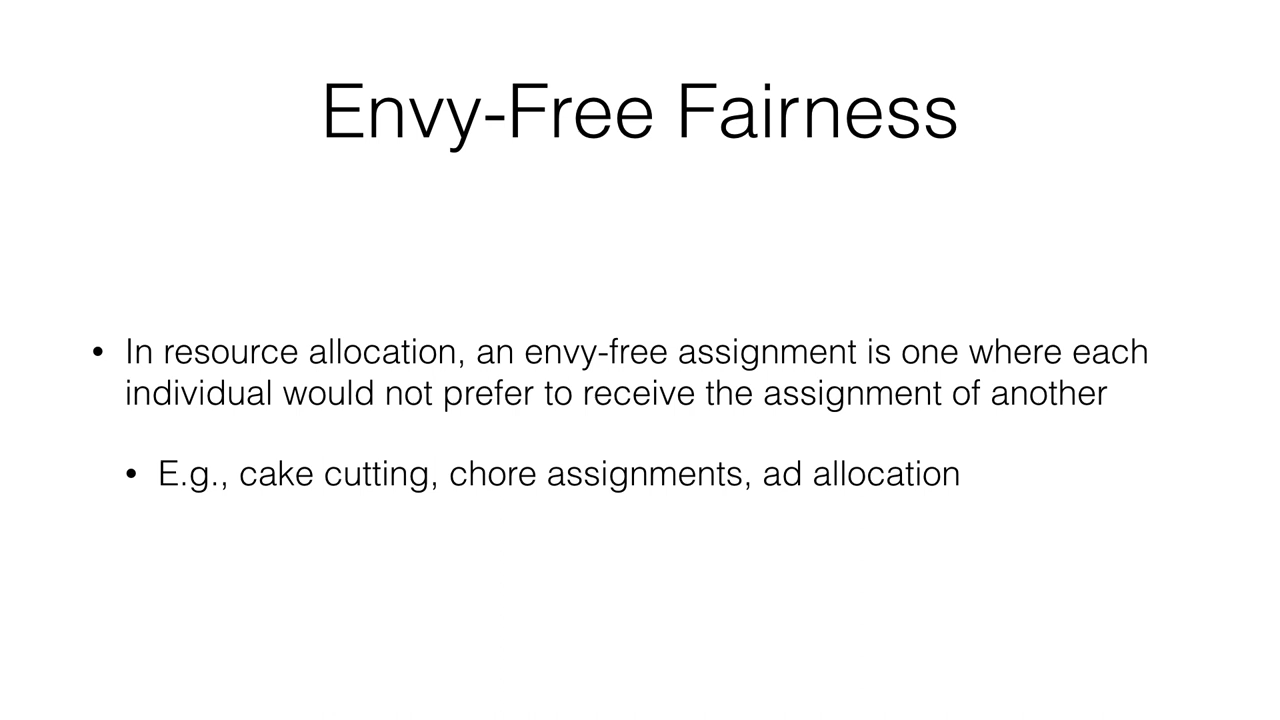 Envy-Free Fairness
• In resource allocation, an envy-free assignment is one where each
individual would not prefer to receive the assignment of another
• E.g., cake cutting, chore assignments, ad allocation